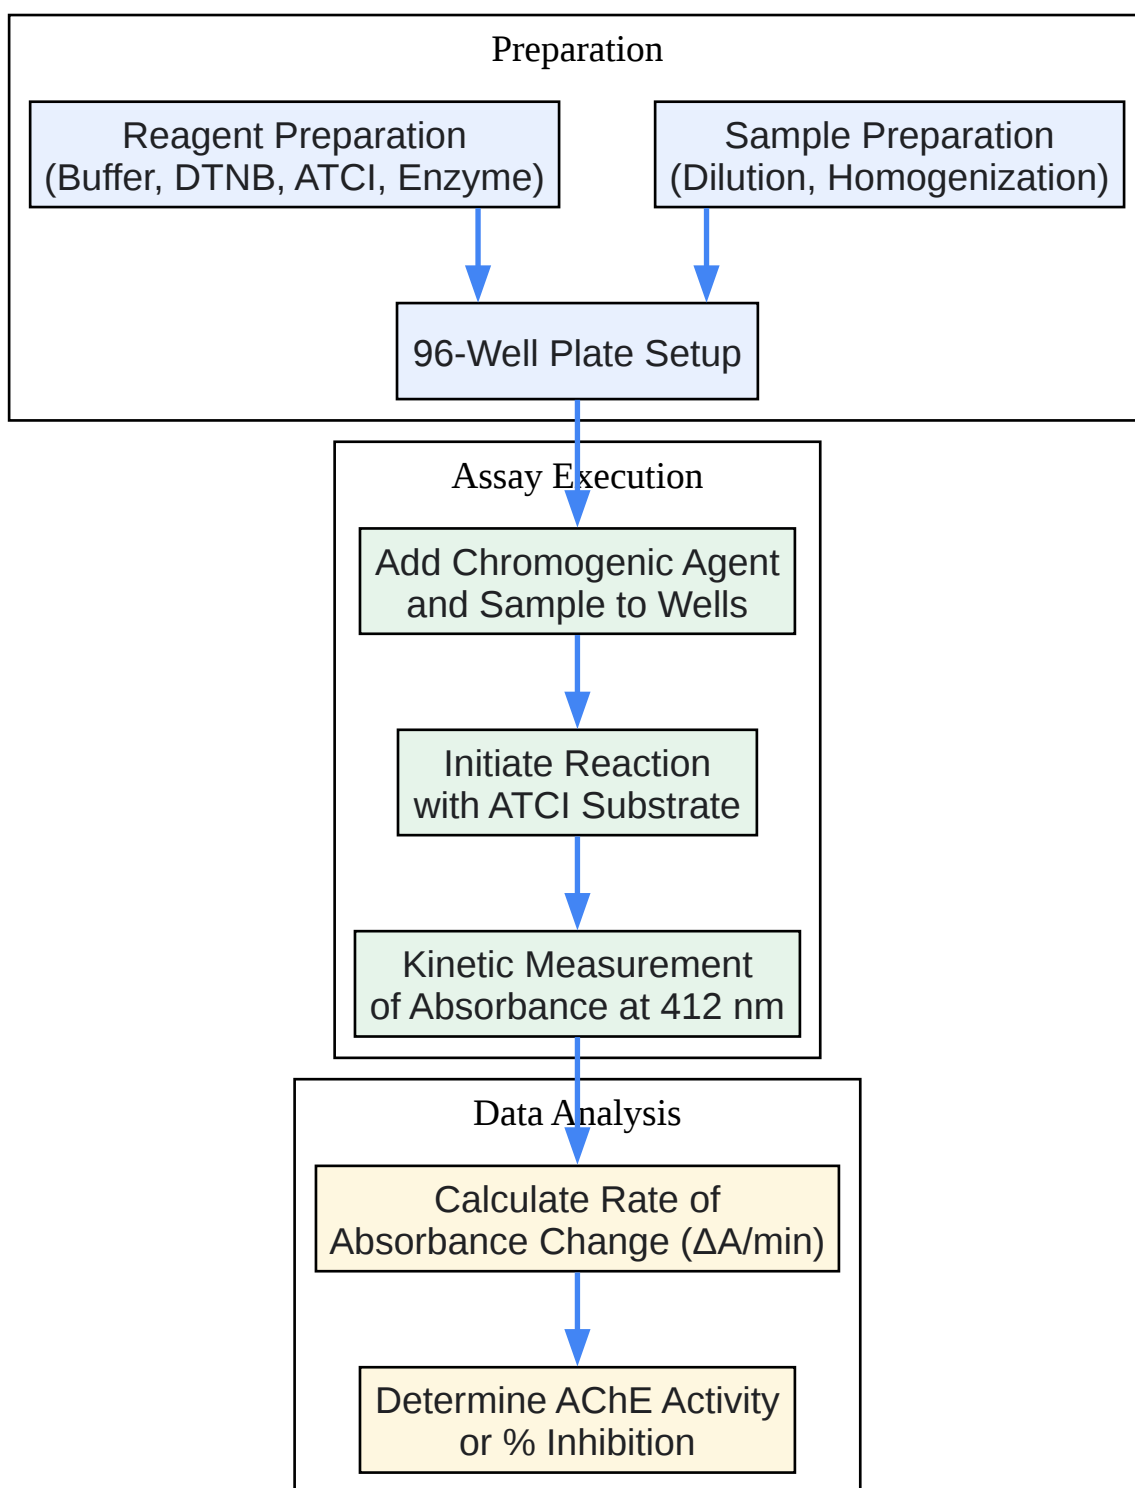 Preparation
Reagent Preparation
(Buffer, DTNB, ATCI, Enzyme)
Sample Preparation
(Dilution, Homogenization)
96-Well Plate Setup
Assay Execution
Add Chromogenic Agent
and Sample to Wells
Initiate Reaction
with ATCI Substrate
Kinetic Measurement
of Absorbance at 412 nm
Data Analysis
Calculate Rate of
Absorbance Change (ΔA/min)
Determine AChE Activity
or % Inhibition